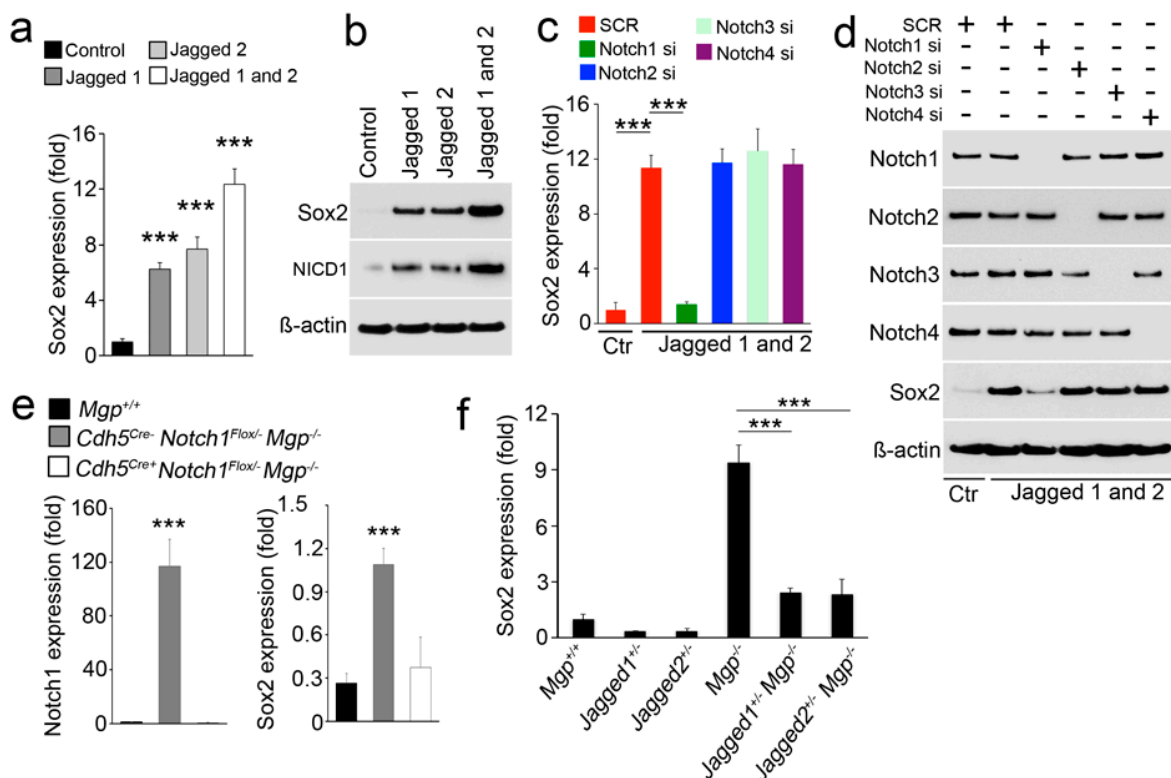 a
Control
Jagged 2
Jagged 1
Jagged 1 and 2
Sox2 expression (fold)
16
12
8
4
0
***
***
***
b
Control
Jagged 1
Jagged 2
Jagged 1 and 2
Sox2
NICD1
ß-actin
c
SCR
Notch3 si
Notch1 si
Notch4 si
Notch2 si
Sox2 expression (fold)
16
12
8
4
0
***
***
Ctr
Jagged 1 and 2
d
SCR + + - - - -
Notch1 si - - + - - -
Notch2 si - - - + - -
Notch3 si - - - - + -
Notch4 si - - - - - +
Notch1
Notch2
Notch3
Notch4
Sox2
ß-actin
Ctr
Jagged 1 and 2
e
Mgp+/+
Cdh5Cre- Notch1Flox/- Mgp-/-
Cdh5Cre+ Notch1Flox/- Mgp-/-
Notch1 expression (fold)
160
120
80
40
0
***
Sox2 expression (fold)
1.5
1.2
0.9
0.6
0.3
0
***
f
Sox2 expression (fold)
12
9
6
3
0
***
***
Mgp+/+
Jagged1+/-
Jagged2+/-
Mgp-/-
Jagged1+/- Mgp-/-
Jagged2+/- Mgp-/-